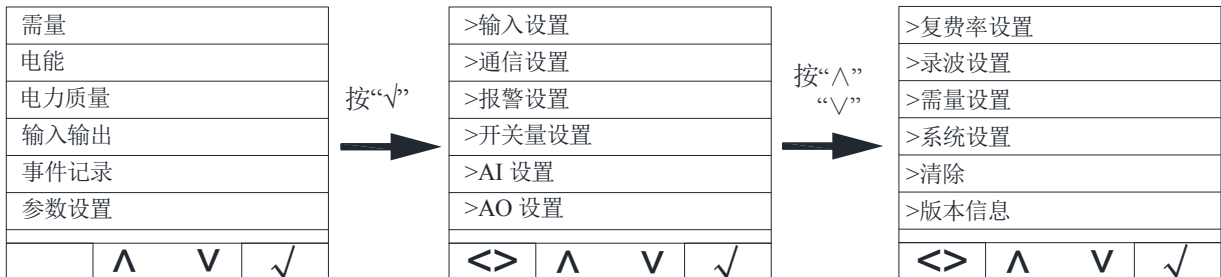 需量
电能
电力质量
输入输出
事件记录
参数设置
∧ ∨ √
按“√”
>输入设置
>通信设置
>报警设置
>开关量设置
>AI 设置
>AO 设置
<> ∧ ∨ √
按“∧”
“∨”
>复费率设置
>录波设置
>需量设置
>系统设置
>清除
>版本信息
<> ∧ ∨ √